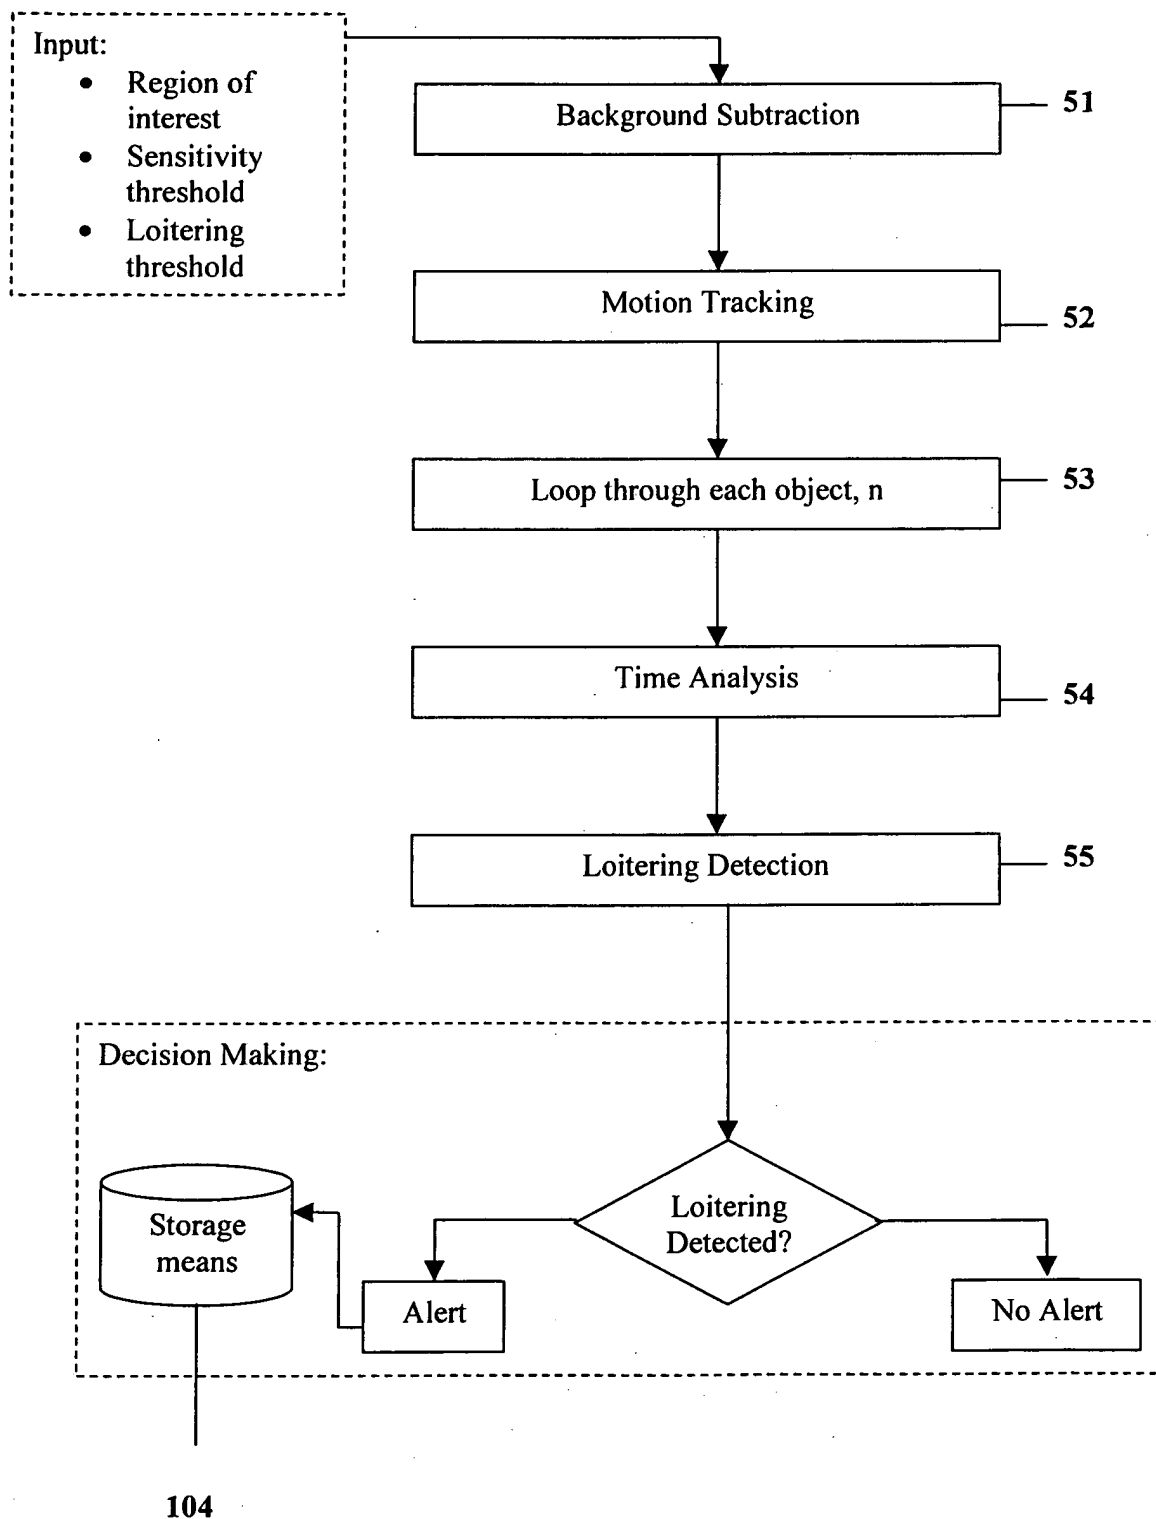 Input:
• Region of
interest
• Sensitivity
threshold
• Loitering
threshold
Background Subtraction
51
Motion Tracking
52
Loop through each object, n
53
Time Analysis
54
Loitering Detection
55
Decision Making:
Storage
means
Loitering
Detected?
Alert
No Alert
104